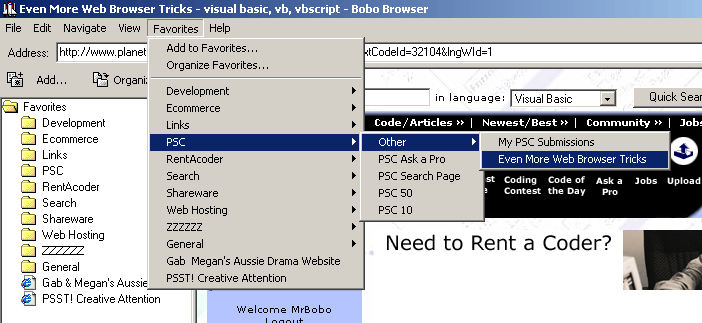 Even More Web Browser Tricks - visual basic, vb, vbscript - Bobo Browser
File Edit Navigate View Favorites Help
Address: http://www.planet xtCodeId=32104&lngWId=1
Add... Organiz
Favorites
Development
Ecommerce
Links
PSC
RentAcoder
Search
Shareware
Web Hosting
ZZZZZZ
General
Gab & Megan's Aussie
PSST! Creative Attention
Add to Favorites...
Organize Favorites...
Development
Ecommerce
Links
PSC
RentAcoder
Search
Shareware
Web Hosting
ZZZZZZ
General
Gab Megan's Aussie Drama Website
PSST! Creative Attention
Other
PSC Ask a Pro
PSC Search Page
PSC 50
PSC 10
My PSC Submissions
Even More Web Browser Tricks
in language: Visual Basic Quick Sea
Code/Articles » | Newest/Best » | Community » | Jobs
Coding Contest Code of the Day Ask a Pro Jobs Upload
Need to Rent a Coder?
Welcome MrBobo
Logout